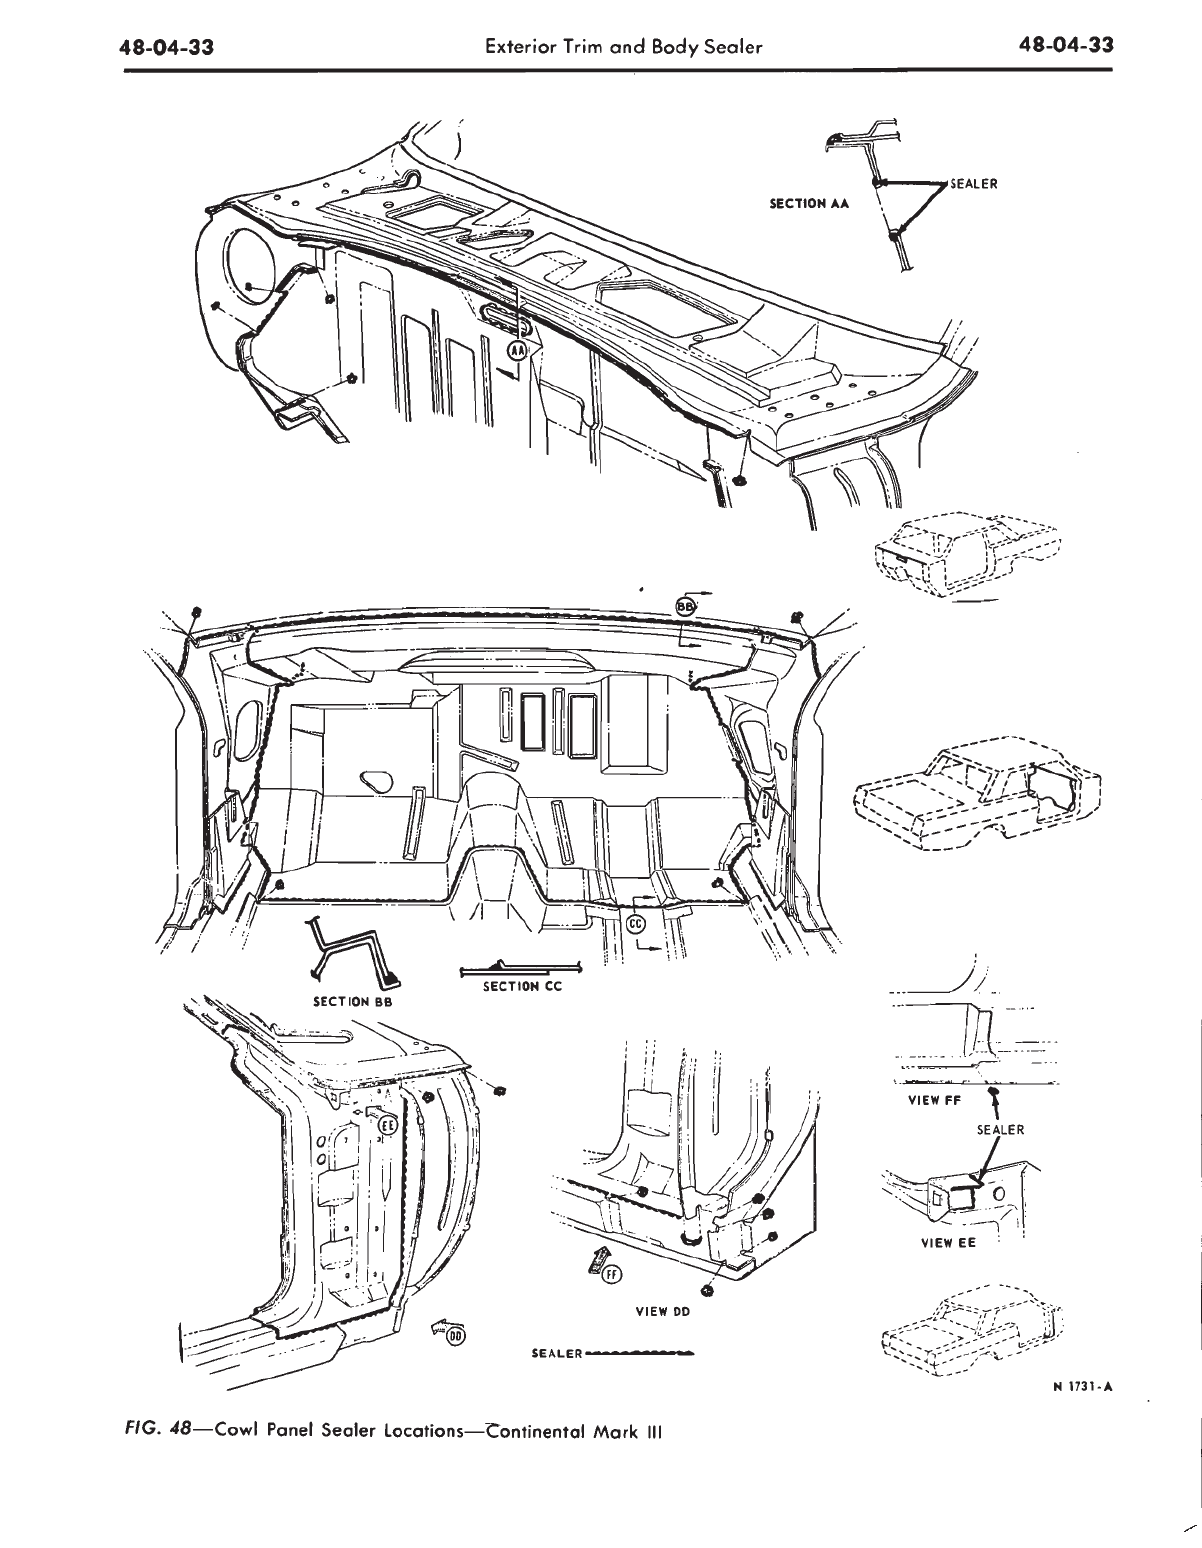 48-04-33 Exterior Trim and Body Sealer 48-04-33
SEALER
SECTION AA
AA
BB
CC
SECTION BB
SECTION CC
EE
DD
FF
VIEW DD
SEALER
VIEW FF
SEALER
VIEW EE
N 1731-A
FIG. 48—Cowl Panel Sealer Locations—Continental Mark III